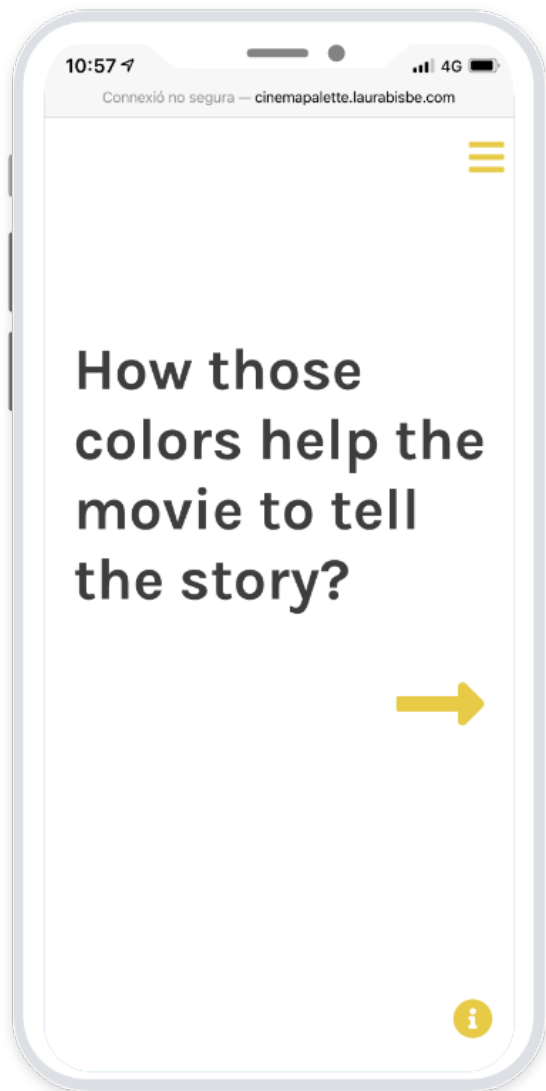 10:57
4G
Connexió no segura — cinemapalette.laurabisbe.com
How those
colors help the
movie to tell
the story?